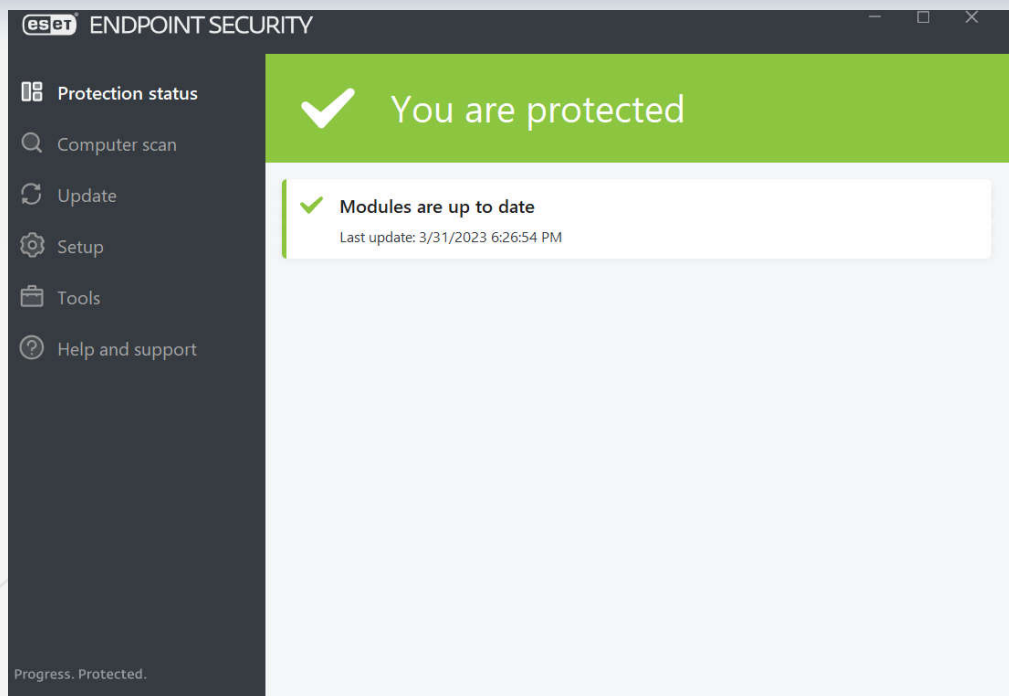 eset ENDPOINT SECURITY
Protection status
Computer scan
Update
Setup
Tools
Help and support
Progress. Protected.
You are protected
Modules are up to date
Last update: 3/31/2023 6:26:54 PM